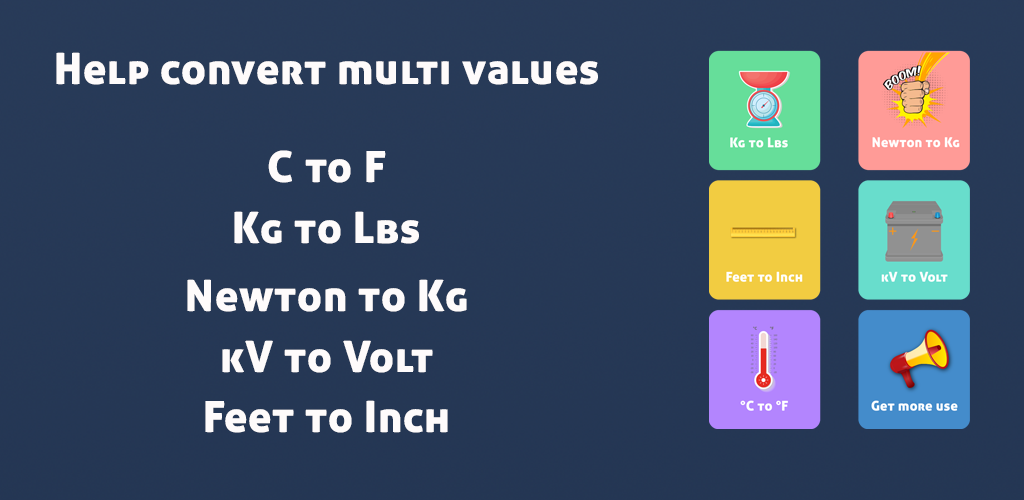 Help convert multi values
C to F
Kg to Lbs
Newton to Kg
kV to Volt
Feet to Inch
Kg to Lbs
BOOM!
Newton to Kg
Feet to Inch
kV to Volt
°C to °F
Get more use